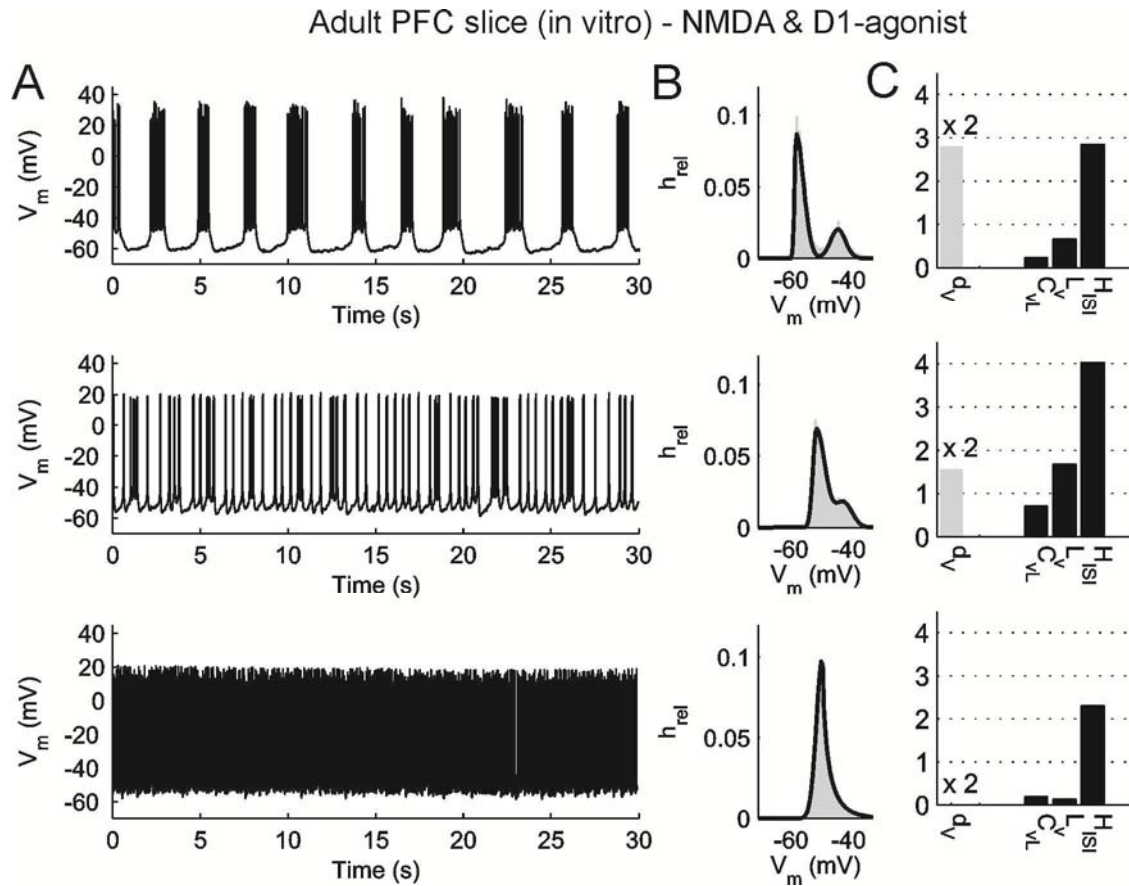 Adult PFC slice (in vitro) - NMDA & D1-agonist
A
B
C
V_m (mV)
40
20
0
-20
-40
-60
0 5 10 15 20 25 30
Time (s)
h_rel
0.1
0.05
0
-60 -40
V_m (mV)
4
3
2
1
0
x 2
d_V
C_vL
L_v
H_ISI
V_m (mV)
40
20
0
-20
-40
-60
0 5 10 15 20 25 30
Time (s)
h_rel
0.1
0.05
0
-60 -40
V_m (mV)
4
3
2
1
0
x 2
d_V
C_vL
L_v
H_ISI
V_m (mV)
40
20
0
-20
-40
-60
0 5 10 15 20 25 30
Time (s)
h_rel
0.1
0.05
0
-60 -40
V_m (mV)
4
3
2
1
0
x 2
d_V
C_vL
L_v
H_ISI